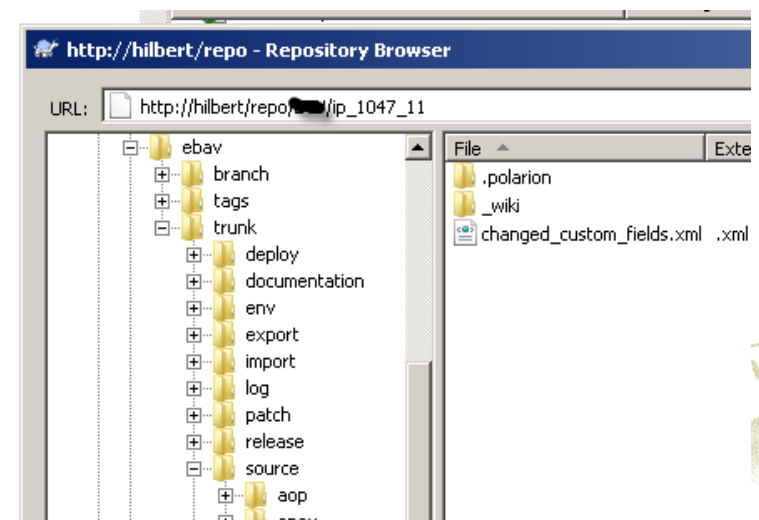 http://hilbert/repo - Repository Browser
URL: http://hilbert/repo/ /ip_1047_11
ebav
branch
tags
trunk
deploy
documentation
env
export
import
log
patch
release
source
aop
File Exte
.polarion
_wiki
changed_custom_fields.xml .xml